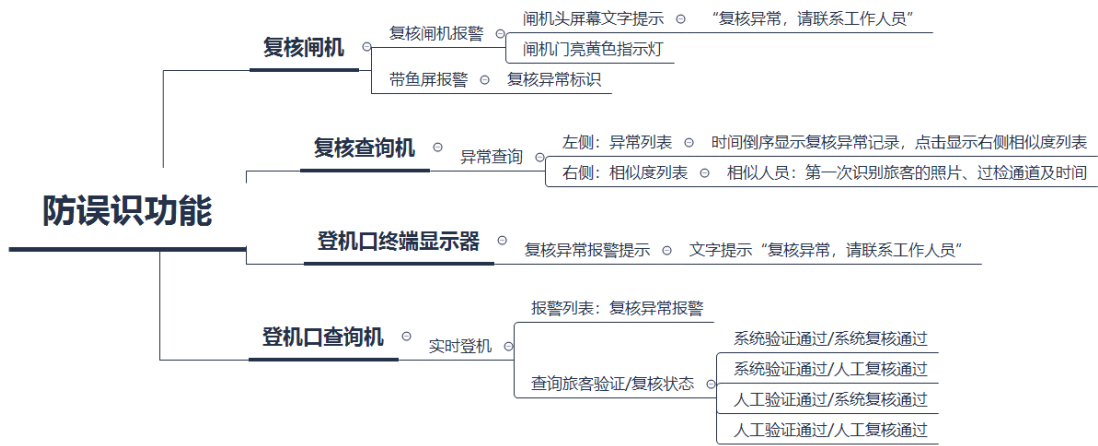 防误识功能
复核闸机
复核闸机报警
闸机头屏幕文字提示
“复核异常，请联系工作人员”
闸机门亮黄色指示灯
带鱼屏报警
复核异常标识
复核查询机
异常查询
左侧：异常列表
时间倒序显示复核异常记录，点击显示右侧相似度列表
右侧：相似度列表
相似人员：第一次识别旅客的照片、过检通道及时间
登机口终端显示器
复核异常报警提示
文字提示“复核异常，请联系工作人员”
登机口查询机
实时登机
报警列表：复核异常报警
查询旅客验证/复核状态
系统验证通过/系统复核通过
系统验证通过/人工复核通过
人工验证通过/系统复核通过
人工验证通过/人工复核通过